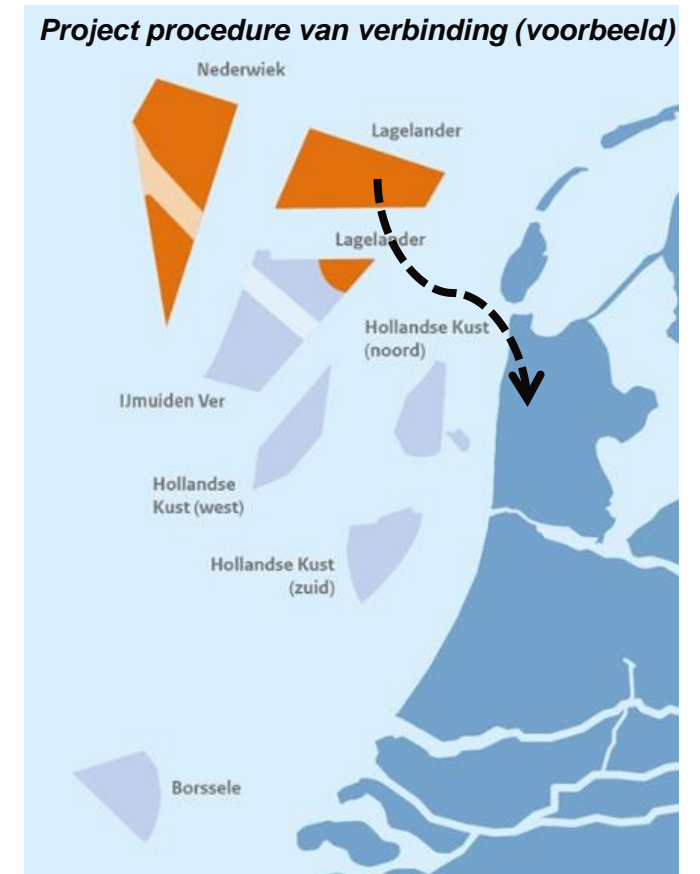 Project procedure van verbinding (voorbeeld)
Nederwiek
Lagelander
Lagelander
Hollandse Kust
(noord)
IJmuiden Ver
Hollandse
Kust (west)
Hollandse Kust
(zuid)
Borssele